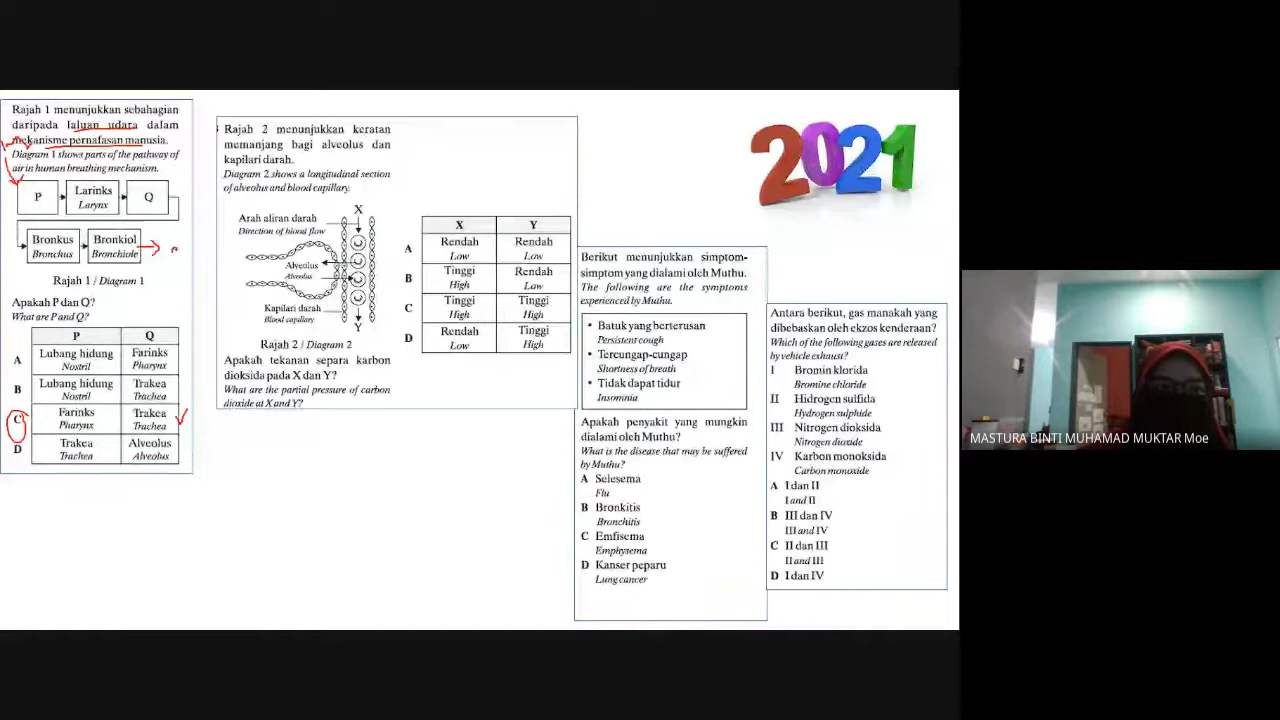 Rajah 1 menunjukkan sebahagian
daripada laluan udara dalam
mekanisme pernafasan manusia.
Diagram 1 shows parts of the pathway of
air in human breathing mechanism.
P
Larinks
Larynx
Q
Bronkus
Bronchus
Bronkiol
Bronchiole
Rajah 1 / Diagram 1
Apakah P dan Q?
What are P and Q?
P Q
A Lubang hidung Farinks
Nostril Pharynx
B Lubang hidung Trakea
Nostril Trachea
C Farinks Trakea
Pharynx Trachea
D Trakea Alveolus
Trachea Alveolus
Rajah 2 menunjukkan keratan
memanjang bagi alveolus dan
kapilari darah.
Diagram 2 shows a longitudinal section
of alveolus and blood capillary.
X
Arah aliran darah
Direction of blood flow
Alveolus
Alveolus
Kapilari darah
Blood capillary
Y
Rajah 2 / Diagram 2
Apakah tekanan separa karbon
dioksida pada X dan Y?
What are the partial pressure of carbon
dioxide at X and Y?
X Y
A Rendah Rendah
Low Low
B Tinggi Rendah
High Low
C Tinggi Tinggi
High High
D Rendah Tinggi
Low High
2021
Berikut menunjukkan simptom-
simptom yang dialami oleh Muthu.
The following are the symptoms
experienced by Muthu.
• Batuk yang berterusan
Persistent cough
• Tercungap-cungap
Shortness of breath
• Tidak dapat tidur
Insomnia
Apakah penyakit yang mungkin
dialami oleh Muthu?
What is the disease that may be suffered
by Muthu?
A Selesema
Flu
B Bronkitis
Bronchitis
C Emfisema
Emphysema
D Kanser peparu
Lung cancer
Antara berikut, gas manakah yang
dibebaskan oleh ekzos kenderaan?
Which of the following gases are released
by vehicle exhaust?
I Bromin klorida
Bromine chloride
II Hidrogen sulfida
Hydrogen sulphide
III Nitrogen dioksida
Nitrogen dioxide
IV Karbon monoksida
Carbon monoxide
A I dan II
I and II
B III dan IV
III and IV
C II dan III
II and III
D I dan IV
MASTURA BINTI MUHAMAD MUKTAR Moe